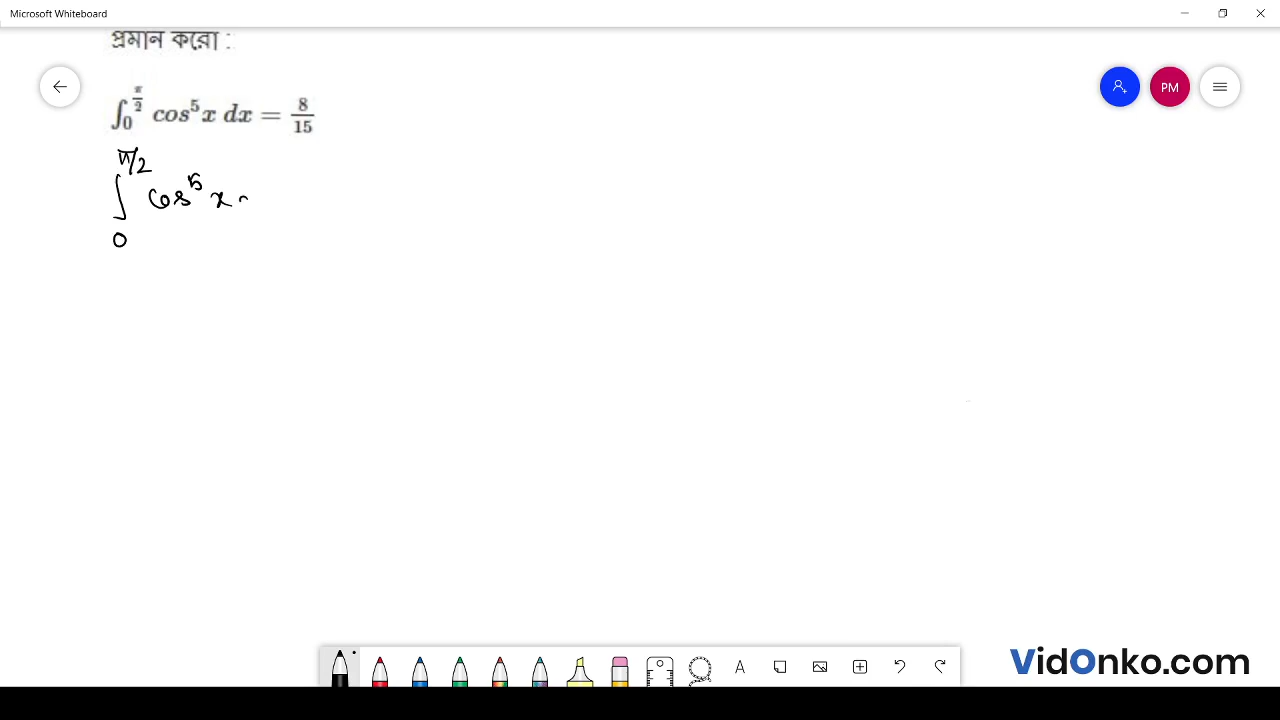 Microsoft Whiteboard
প্রমান করো :
∫₀^(π/2) cos⁵x dx = 8/15
PM
∫₀^(π/2) cos⁵ x
A
VidOnko.com